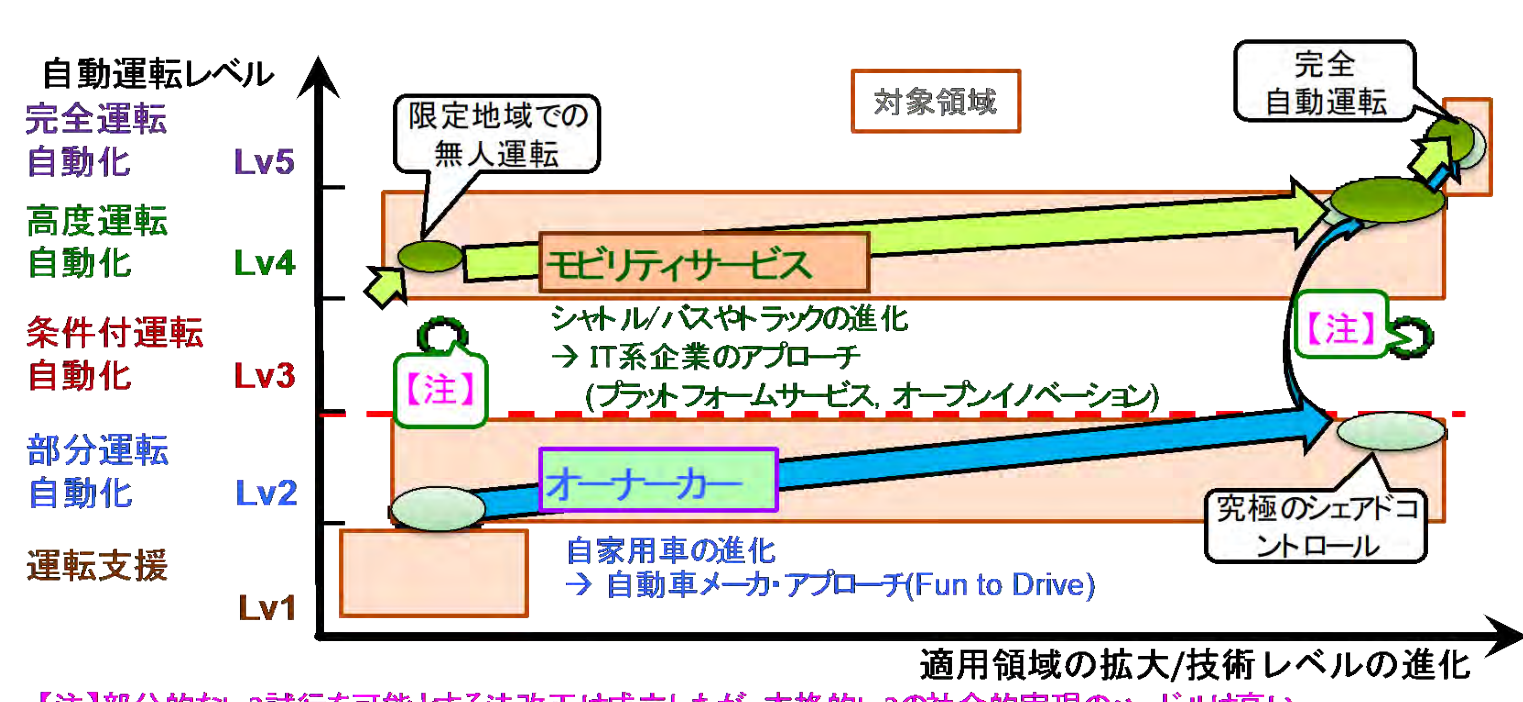 自動運転レベル
完全運転
自動化 Lv5
高度運転
自動化 Lv4
条件付運転
自動化 Lv3
部分運転
自動化 Lv2
運転支援
Lv1
限定地域での
無人運転
対象領域
完全
自動運転
モビリティサービス
シャトル/バスやトラックの進化
→ IT系企業のアプローチ
(プラットフォームサービス, オープンイノベーション)
【注】
【注】
オーナーカー
自家用車の進化
→ 自動車メーカ・アプローチ(Fun to Drive)
究極のシェアドコ
ントロール
適用領域の拡大/技術レベルの進化